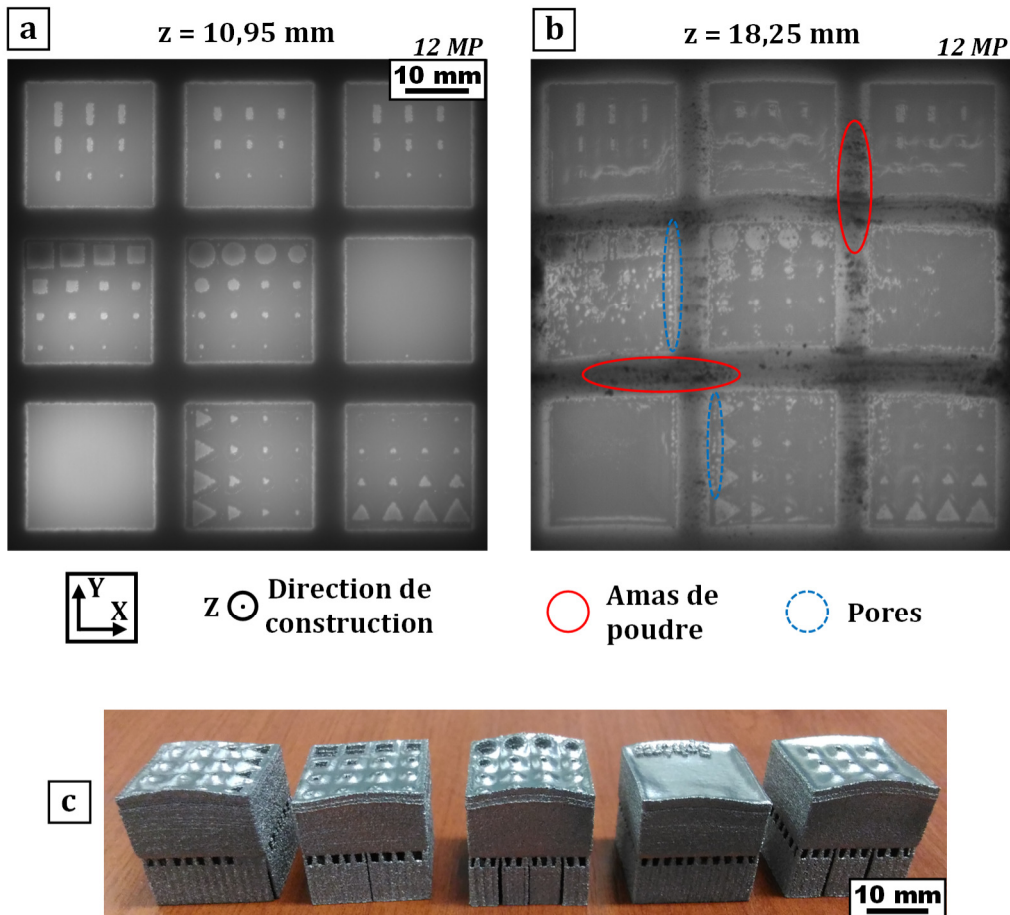 a
z = 10,95 mm
12 MP
10 mm
b
z = 18,25 mm
12 MP
Y
X
Z
Direction de
construction
Amas de
poudre
Pores
c
10 mm